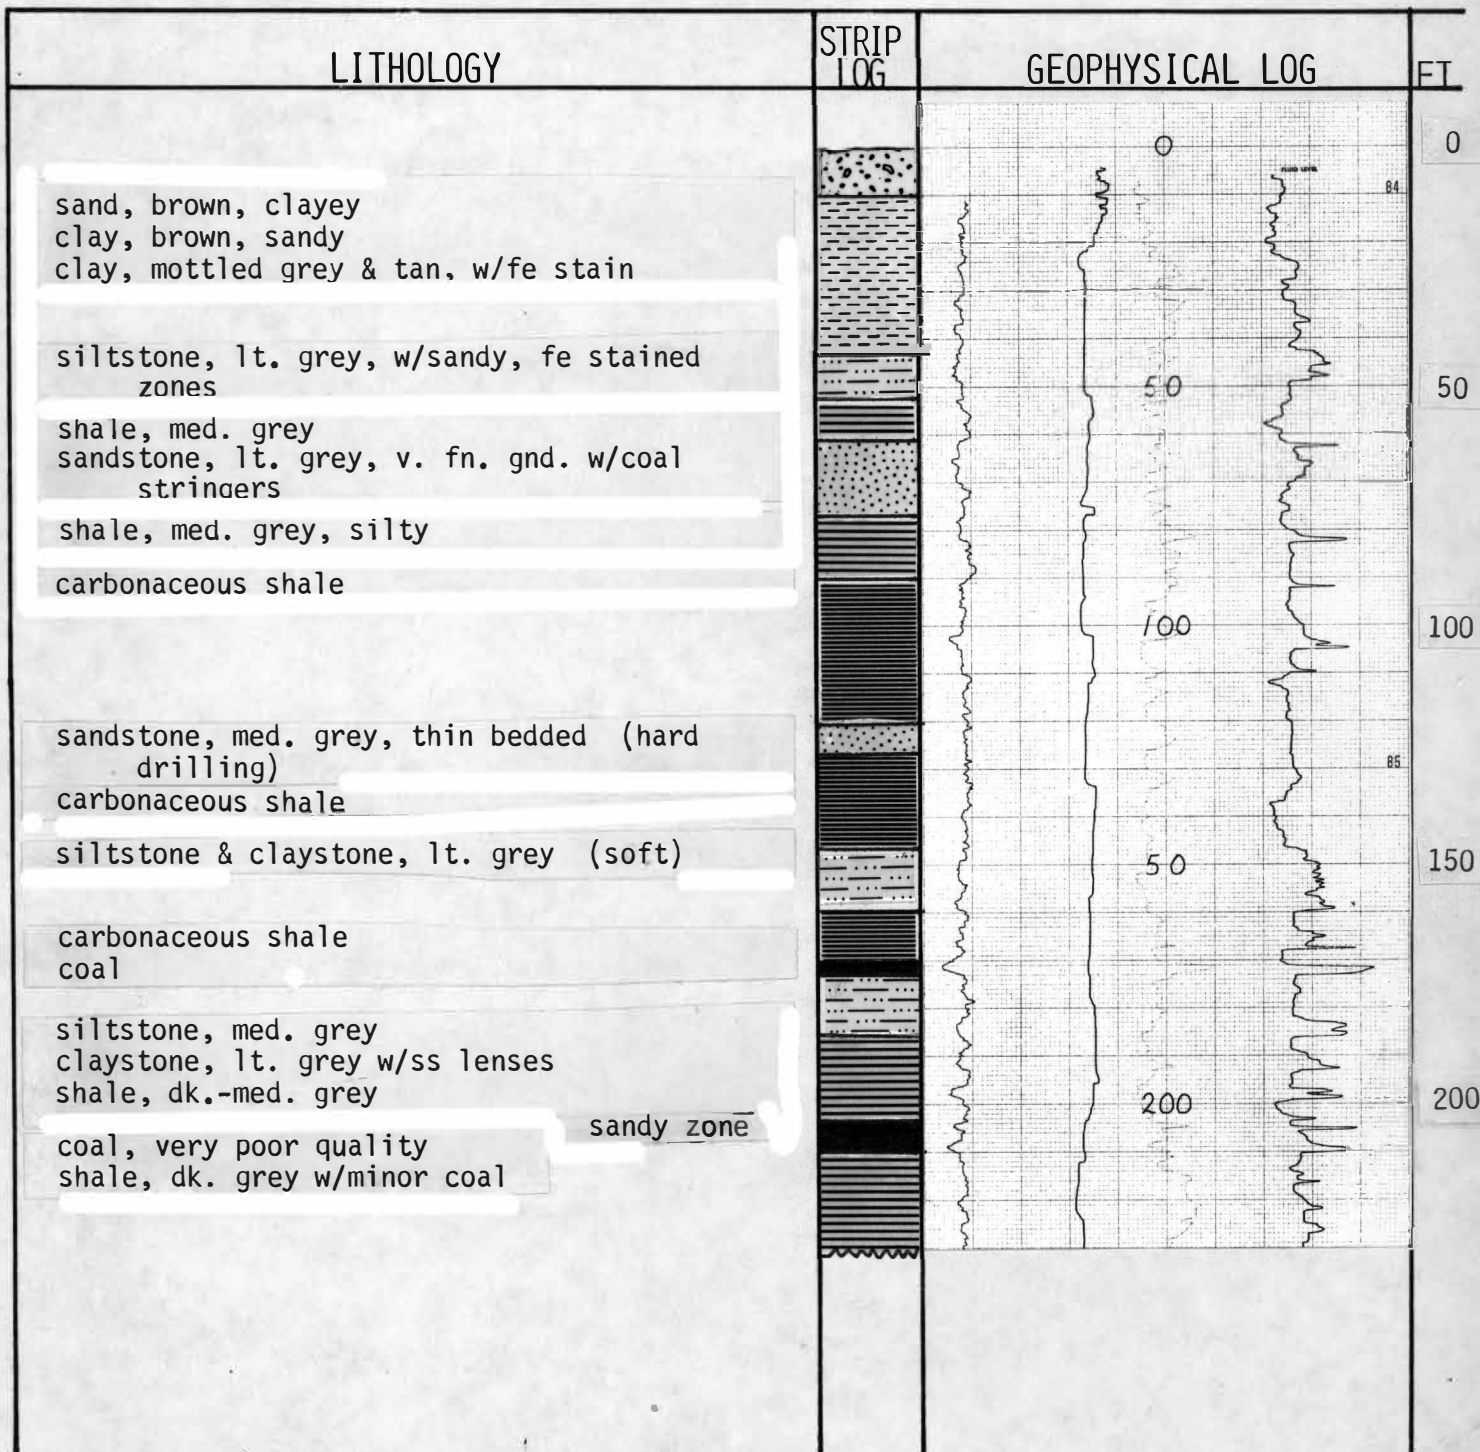 LITHOLOGY
STRIP
LOG
GEOPHYSICAL LOG
FT
sand, brown, clayey
clay, brown, sandy
clay, mottled grey & tan, w/fe stain
siltstone, lt. grey, w/sandy, fe stained
zones
shale, med. grey
sandstone, lt. grey, v. fn. gnd. w/coal
stringers
shale, med. grey, silty
carbonaceous shale
sandstone, med. grey, thin bedded (hard
drilling)
carbonaceous shale
siltstone & claystone, lt. grey (soft)
carbonaceous shale
coal
siltstone, med. grey
claystone, lt. grey w/ss lenses
shale, dk.-med. grey
sandy zone
coal, very poor quality
shale, dk. grey w/minor coal
0
FLUID LEVEL
84
50
100
85
50
200
0
50
100
150
200